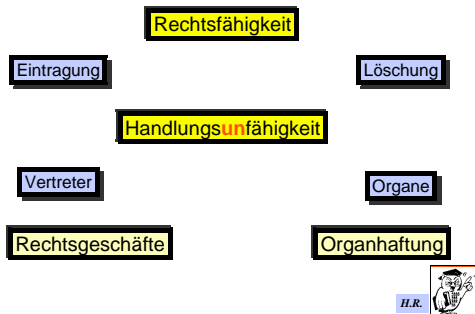 Rechtsfähigkeit
Eintragung
Löschung
Handlungsunfähigkeit
Vertreter
Organe
Rechtsgeschäfte
Organhaftung
H.R.